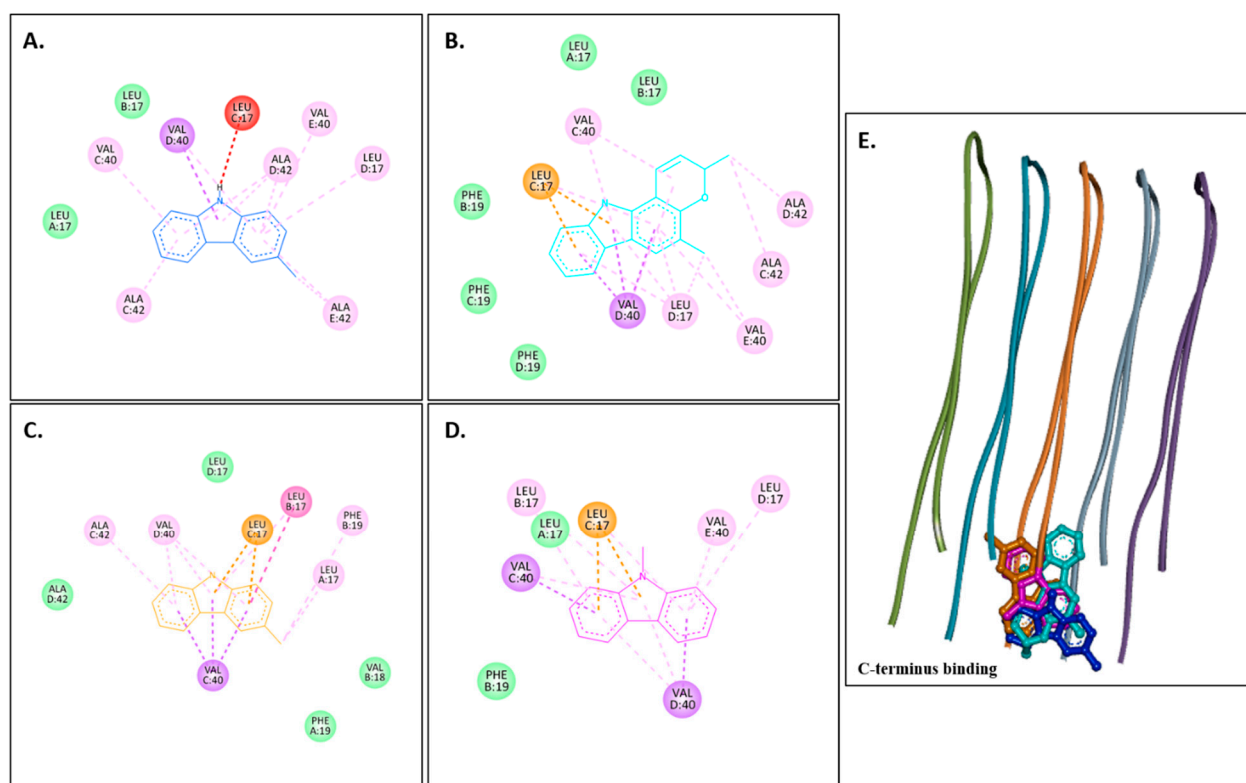 A.
LEU
B:17
LEU
C:17
VAL
D:40
VAL
E:40
VAL
C:40
ALA
D:42
LEU
D:17
LEU
A:17
H
N
ALA
C:42
ALA
E:42
B.
LEU
A:17
LEU
B:17
VAL
C:40
LEU
C:17
PHE
B:19
N
O
ALA
D:42
ALA
C:42
PHE
C:19
VAL
D:40
LEU
D:17
VAL
E:40
PHE
D:19
C.
LEU
D:17
LEU
B:17
ALA
C:42
VAL
D:40
LEU
C:17
PHE
B:19
LEU
A:17
ALA
D:42
N
VAL
C:40
VAL
B:18
PHE
A:19
D.
LEU
B:17
LEU
A:17
LEU
C:17
VAL
E:40
LEU
D:17
VAL
C:40
N
PHE
B:19
VAL
D:40
E.
C-terminus binding